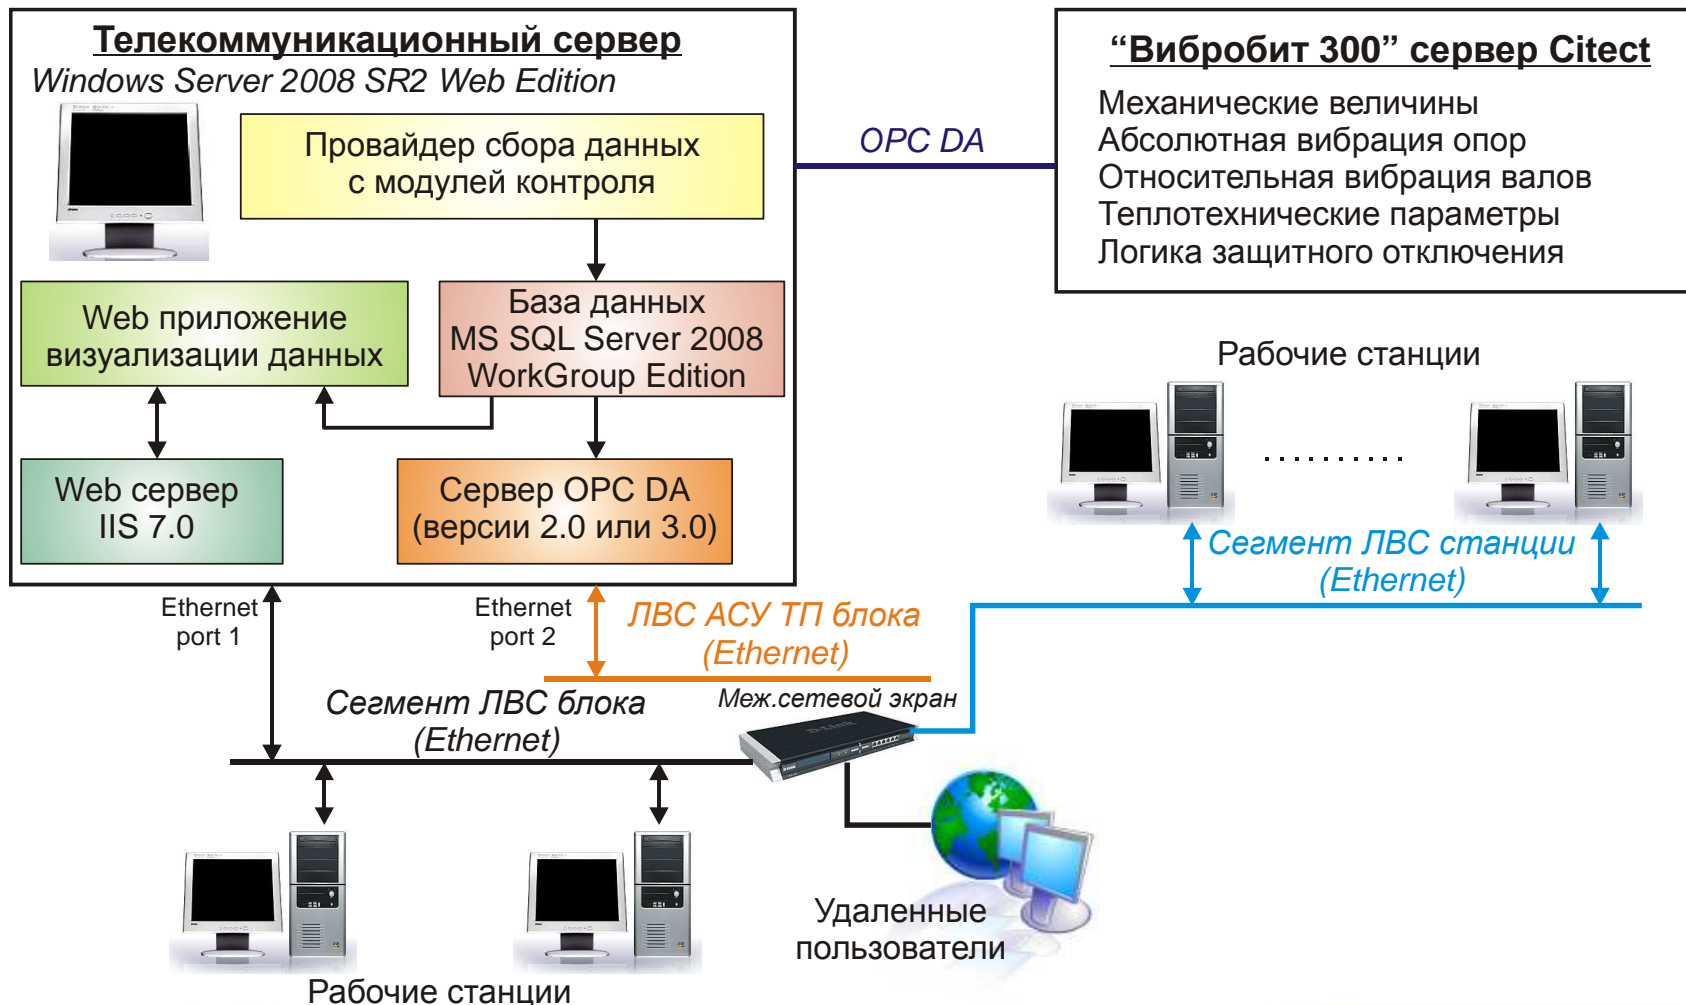 Телекоммуникационный сервер
Windows Server 2008 SR2 Web Edition
Провайдер сбора данных
с модулей контроля
Web приложение
визуализации данных
База данных
MS SQL Server 2008
WorkGroup Edition
Web сервер
IIS 7.0
Сервер OPC DA
(версии 2.0 или 3.0)
OPC DA
“Вибробит 300” сервер Citect
Механические величины
Абсолютная вибрация опор
Относительная вибрация валов
Теплотехнические параметры
Логика защитного отключения
Рабочие станции
Сегмент ЛВС станции
(Ethernet)
Ethernet
port 1
Ethernet
port 2
ЛВС АСУ ТП блока
(Ethernet)
Сегмент ЛВС блока
(Ethernet)
Меж.сетевой экран
D-Link
Удаленные
пользователи
Рабочие станции